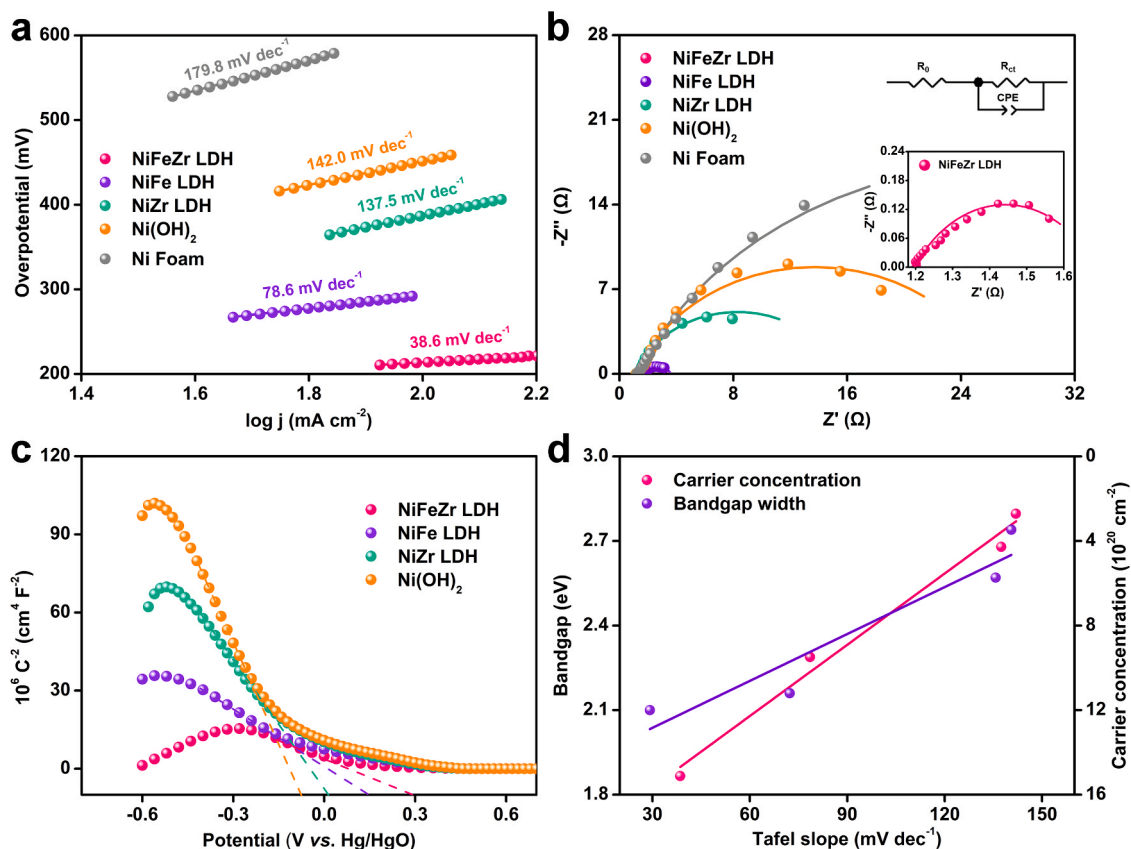 a
600
500
400
300
200
Overpotential (mV)
179.8 mV dec⁻¹
142.0 mV dec⁻¹
137.5 mV dec⁻¹
78.6 mV dec⁻¹
38.6 mV dec⁻¹
NiFeZr LDH
NiFe LDH
NiZr LDH
Ni(OH)₂
Ni Foam
1.4 1.6 1.8 2.0 2.2
log j (mA cm⁻²)
b
28
21
14
7
0
-Z'' (Ω)
NiFeZr LDH
NiFe LDH
NiZr LDH
Ni(OH)₂
Ni Foam
R₀
Rct
CPE
0.24
0.18
0.12
0.06
0.00
-Z'' (Ω)
NiFeZr LDH
1.2 1.3 1.4 1.5 1.6
Z' (Ω)
0 8 16 24 32
Z' (Ω)
c
120
90
60
30
0
10⁶ C⁻² (cm⁴ F⁻²)
NiFeZr LDH
NiFe LDH
NiZr LDH
Ni(OH)₂
-0.6 -0.3 0.0 0.3 0.6
Potential (V vs. Hg/HgO)
d
3.0
2.7
2.4
2.1
1.8
Bandgap (eV)
Carrier concentration
Bandgap width
0
4
8
12
16
Carrier concentration (10²⁰ cm⁻²)
30 60 90 120 150
Tafel slope (mV dec⁻¹)